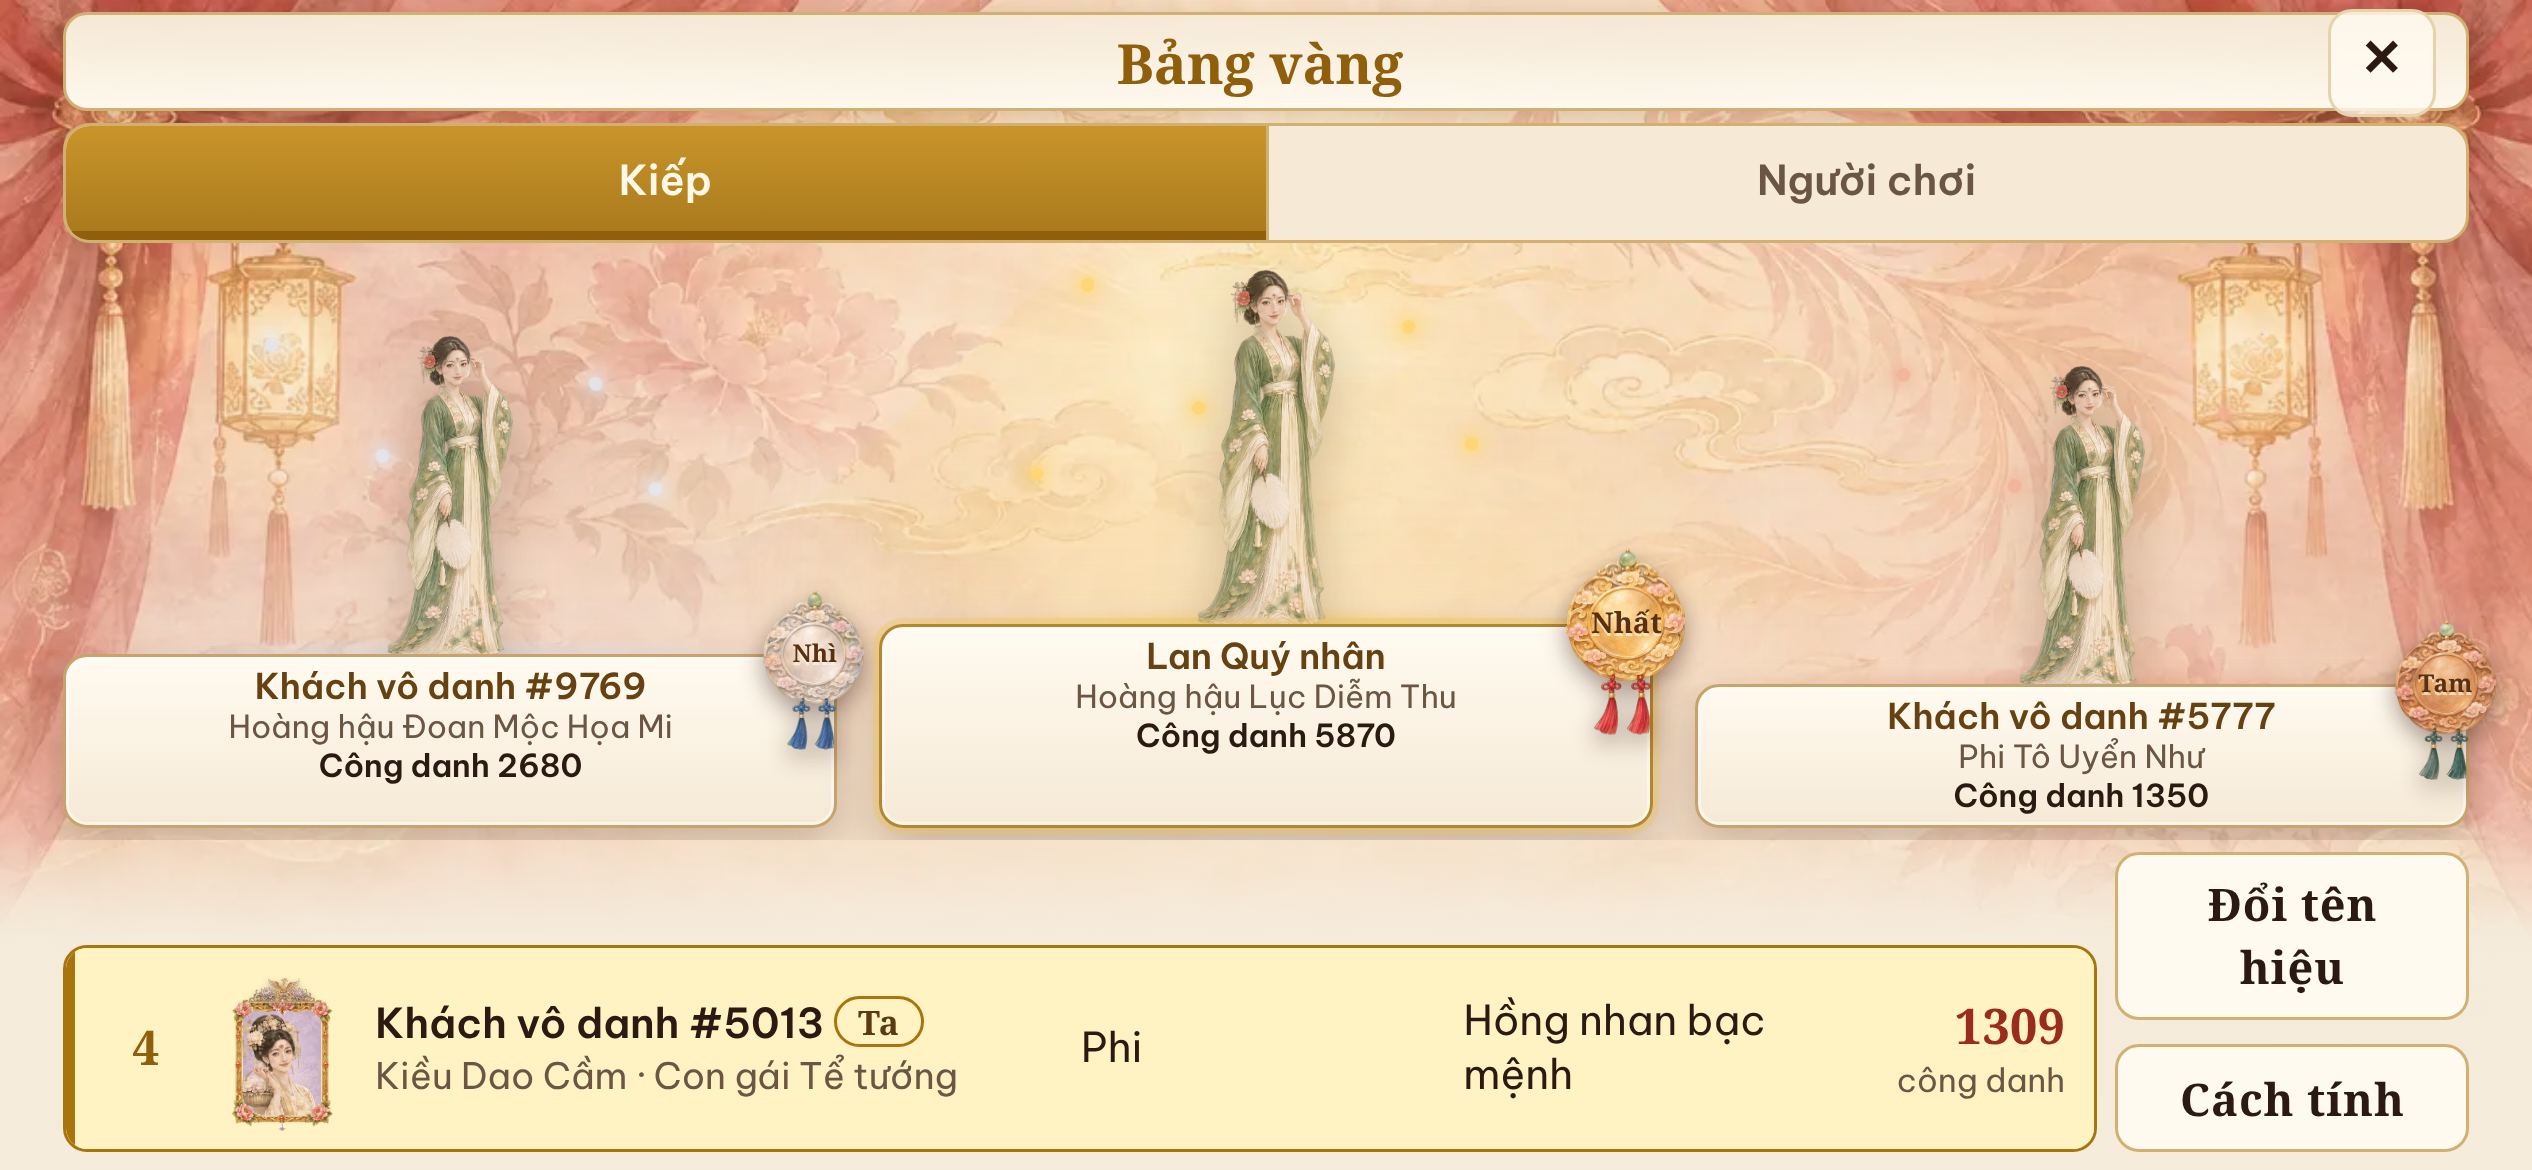 Bảng vàng
✕
Kiếp
Người chơi
Nhì
Khách vô danh #9769
Hoàng hậu Đoan Mộc Họa Mi
Công danh 2680
Nhất
Lan Quý nhân
Hoàng hậu Lục Diễm Thu
Công danh 5870
Tam
Khách vô danh #5777
Phi Tô Uyển Như
Công danh 1350
4
Khách vô danh #5013 Ta
Kiều Dao Cầm · Con gái Tể tướng
Phi
Hồng nhan bạc
mệnh
1309
công danh
Đổi tên
hiệu
Cách tính